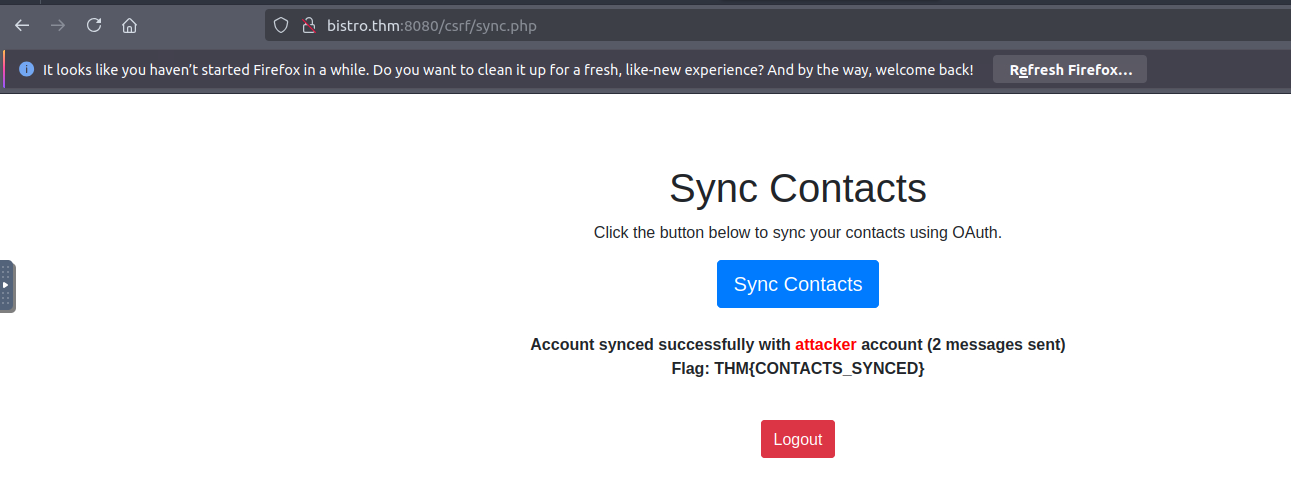 bistro.thm:8080/csrf/sync.php
It looks like you haven’t started Firefox in a while. Do you want to clean it up for a fresh, like-new experience? And by the way, welcome back! Refresh Firefox…
Sync Contacts
Click the button below to sync your contacts using OAuth.
Sync Contacts
Account synced successfully with attacker account (2 messages sent)
Flag: THM{CONTACTS_SYNCED}
Logout